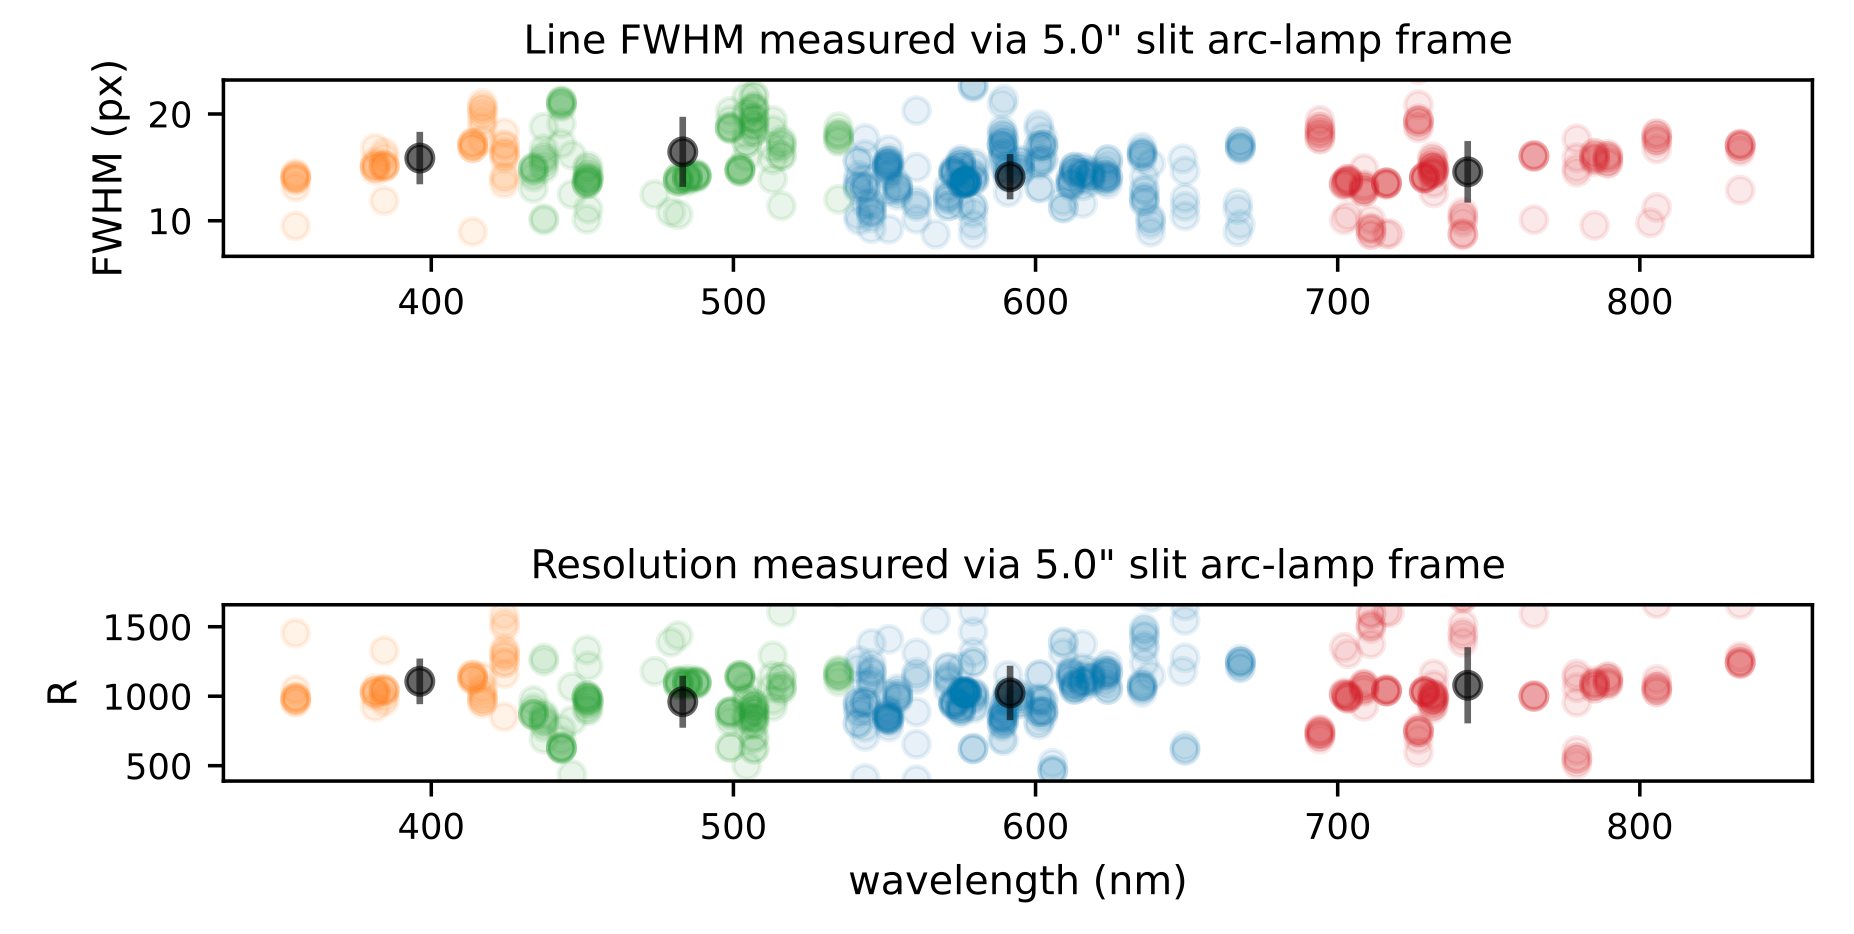 Line FWHM measured via 5.0" slit arc-lamp frame
FWHM (px)
20
10
400 500 600 700 800
Resolution measured via 5.0" slit arc-lamp frame
R
1500
1000
500
400 500 600 700 800
wavelength (nm)